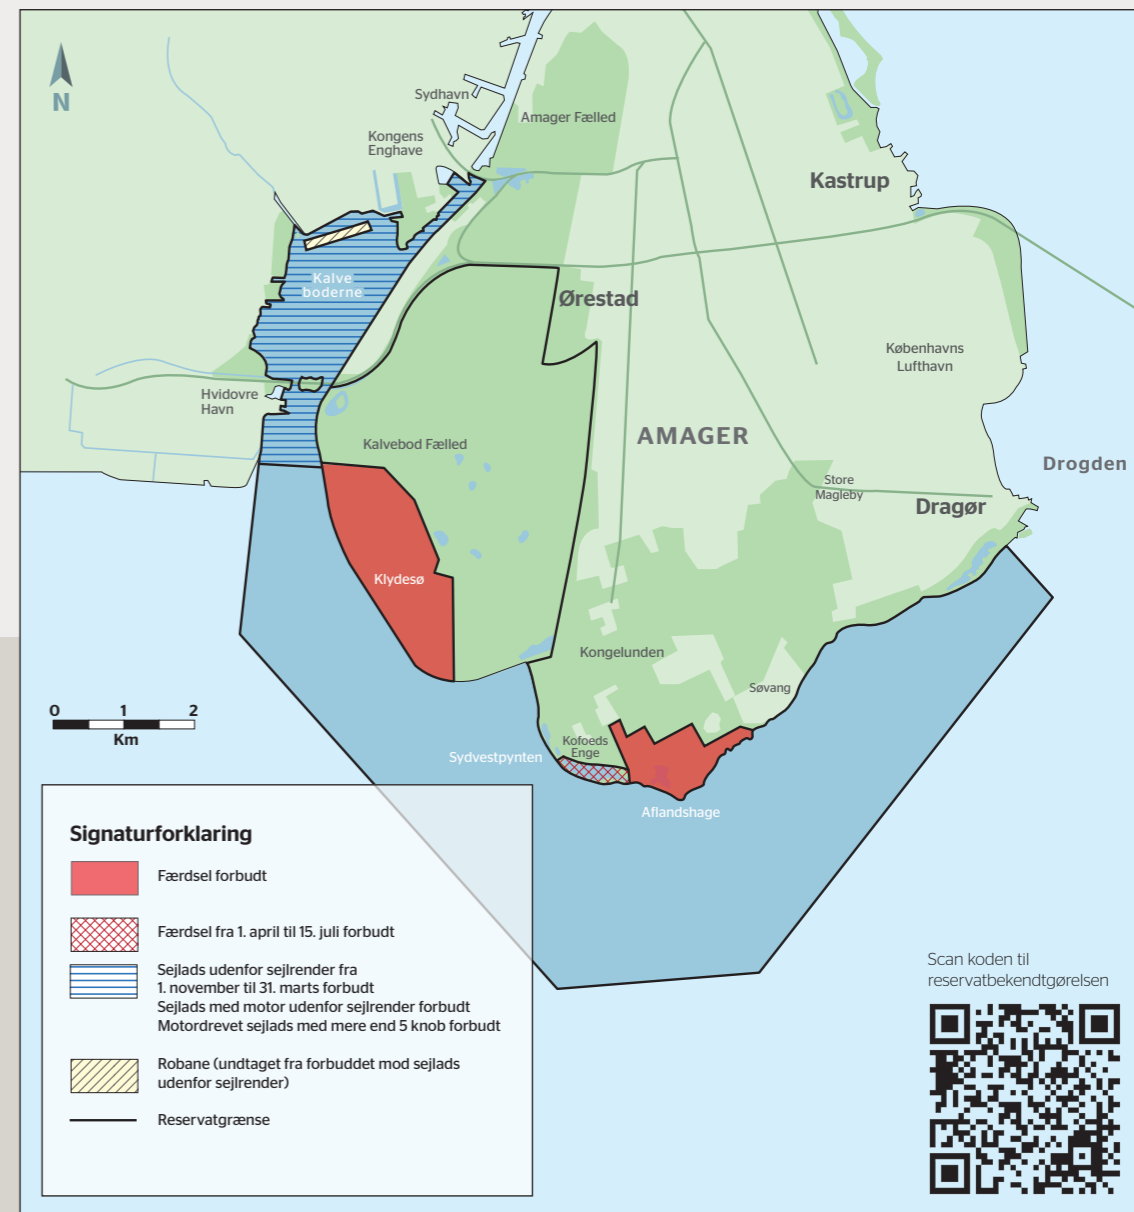 N
Sydhavn
Amager Fælled
Kongens
Enghave
Kastrup
Kalve
boderne
Ørestad
Københavns
Lufthavn
Hvidovre
Havn
AMAGER
Kalvebod Fælled
Drogden
Store
Magleby
Dragør
Klydesø
Kongelunden
Søvang
0 1 2
Km
Kofoeds
Enge
Sydvestpynten
Aflandshage
Signaturforklaring
Færdsel forbudt
Færdsel fra 1. april til 15. juli forbudt
Sejlads udenfor sejlrender fra
1. november til 31. marts forbudt
Sejlads med motor udenfor sejlrender forbudt
Motordrevet sejlads med mere end 5 knob forbudt
Robane (undtaget fra forbuddet mod sejlads
udenfor sejlrender)
Reservatgrænse
Scan koden til
reservatbekendtgørelsen